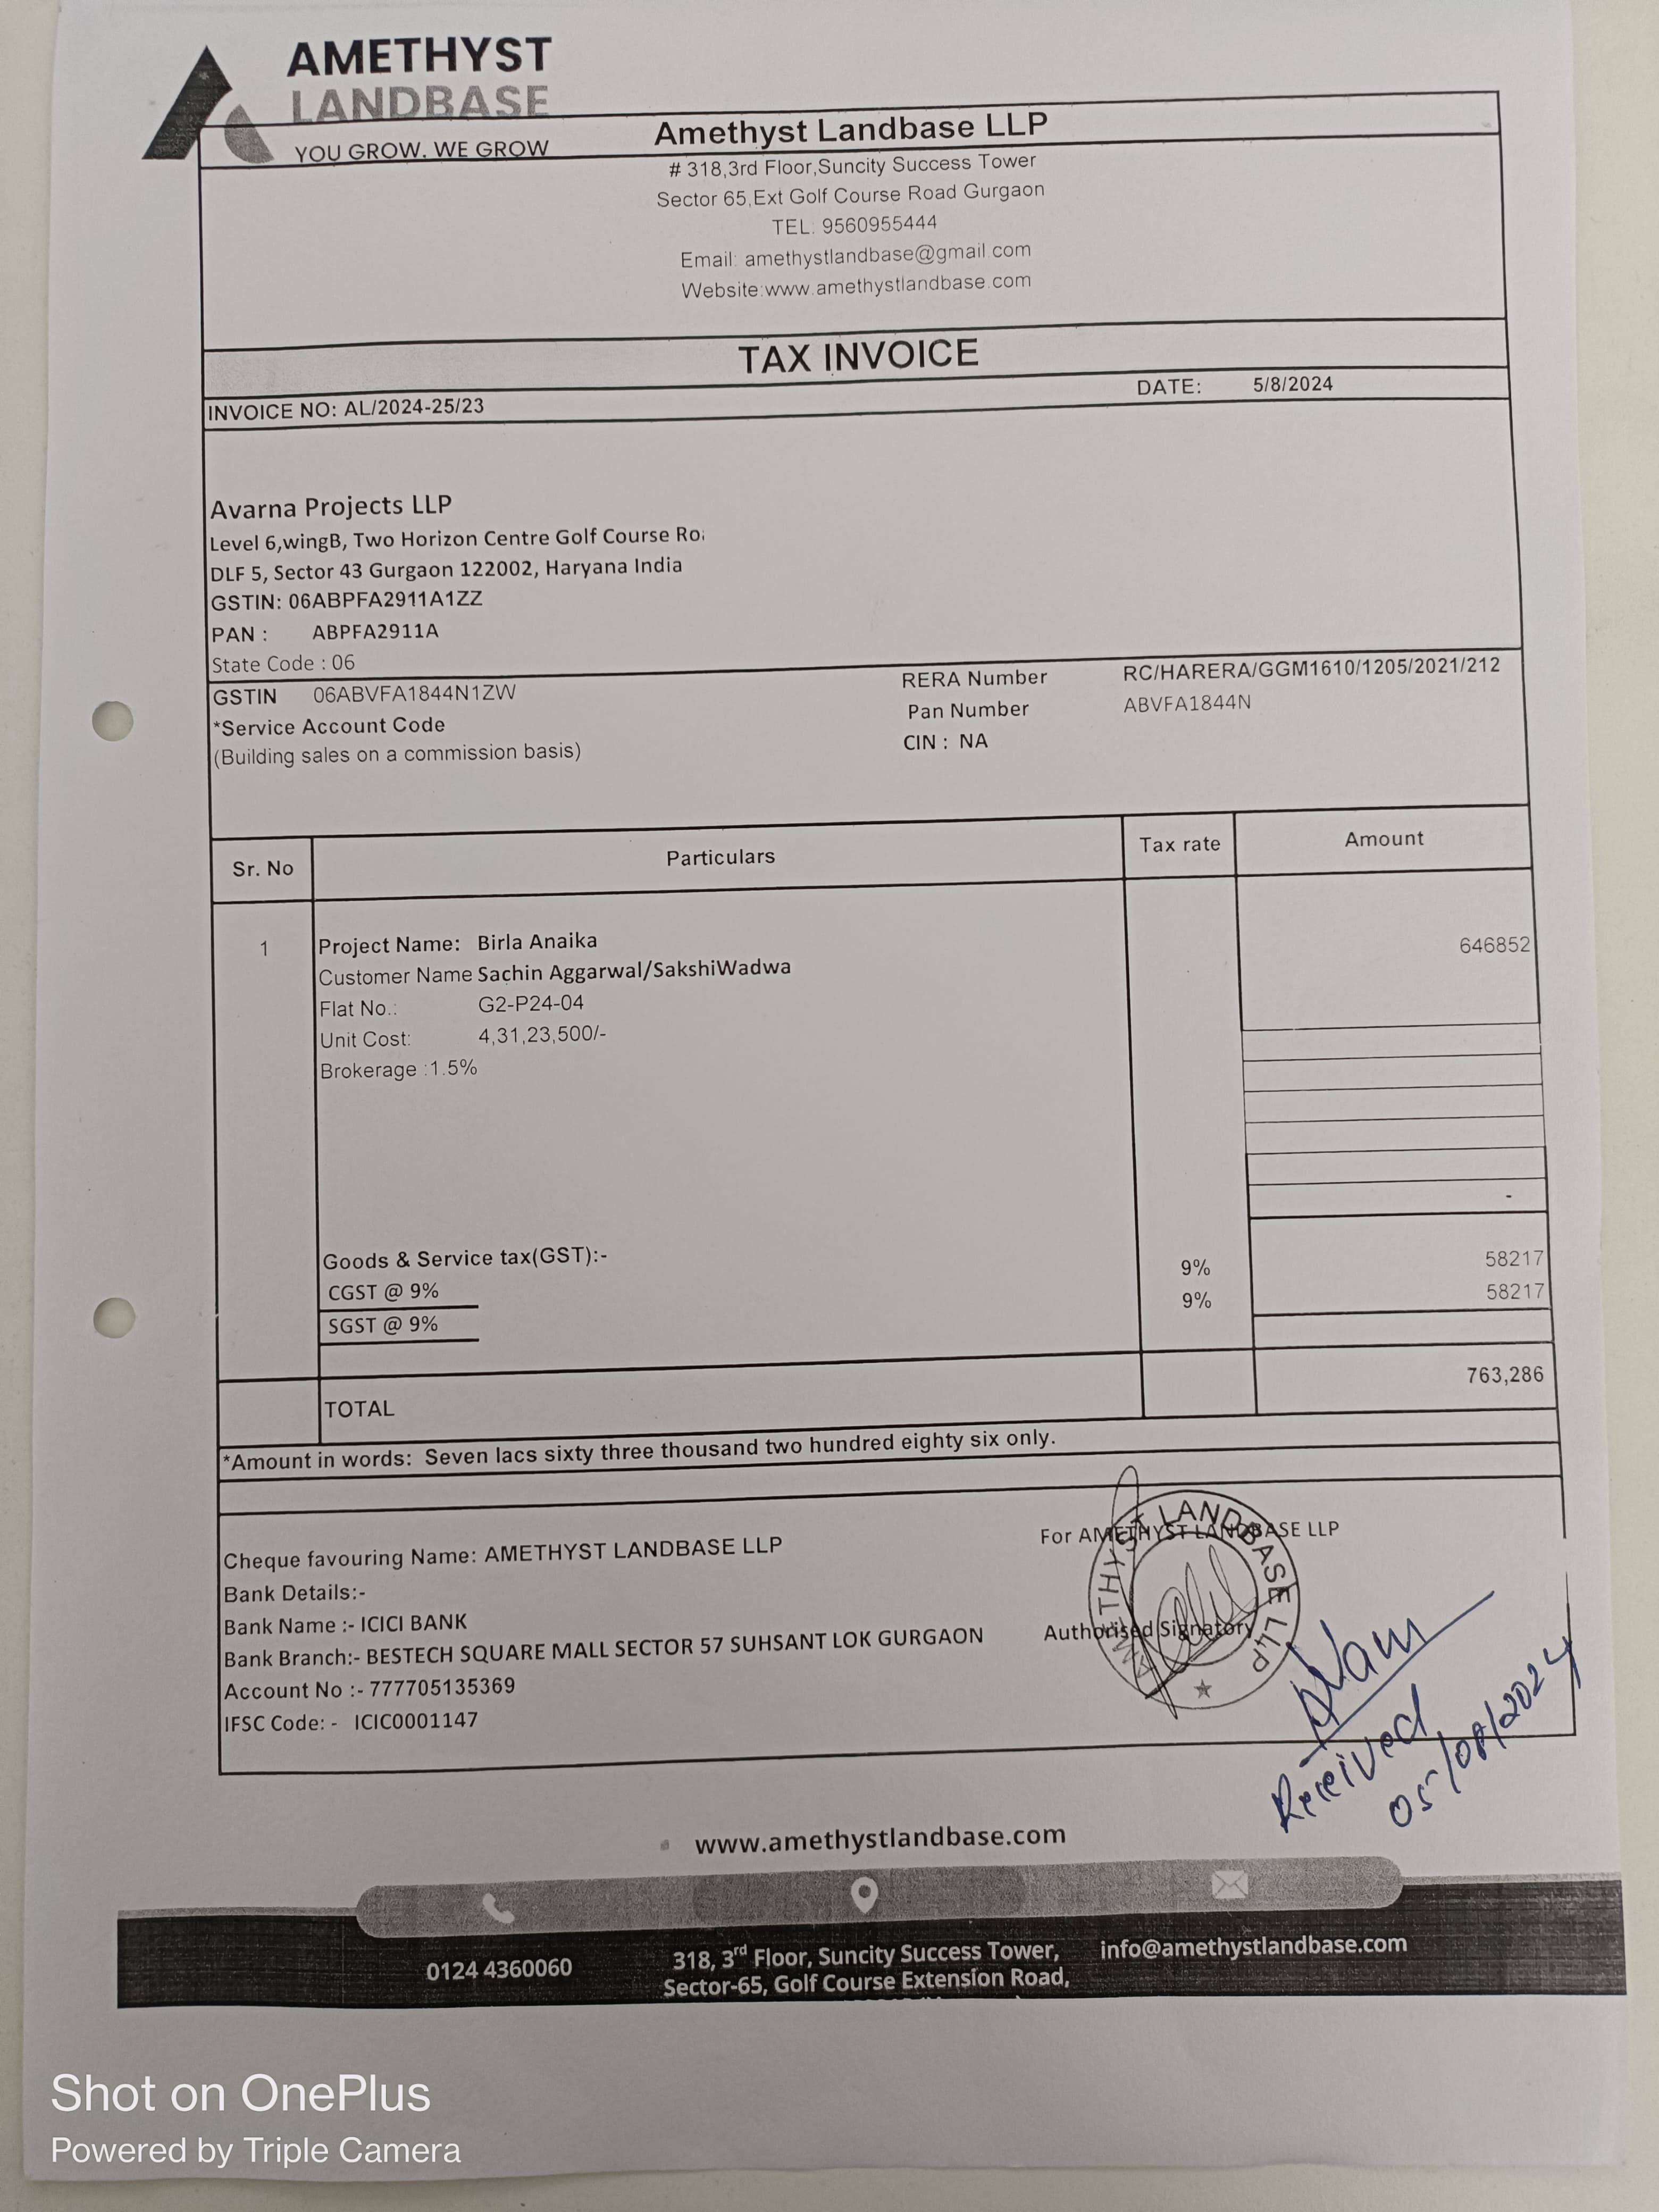 AMETHYST
LANDBASE
YOU GROW. WE GROW
Amethyst Landbase LLP
# 318,3rd Floor,Suncity Success Tower
Sector 65,Ext Golf Course Road Gurgaon
TEL: 9560955444
Email: amethystlandbase@gmail.com
Website:www.amethystlandbase.com
TAX INVOICE
INVOICE NO: AL/2024-25/23 DATE: 5/8/2024
Avarna Projects LLP
Level 6,wingB, Two Horizon Centre Golf Course
DLF 5, Sector 43 Gurgaon 122002, Haryana India
GSTIN: 06ABPFA2911A1ZZ
PAN : ABPFA2911A
State Code : 06
GSTIN 06ABVFA1844N1ZW RERA Number RC/HARERA/GGM1610/1205/2021/212
*Service Account Code Pan Number ABVFA1844N
(Building sales on a commission basis) CIN : NA
Sr. No Particulars Tax rate Amount
1 Project Name: Birla Anaika 646852
Customer Name Sachin Aggarwal/SakshiWadwa
Flat No.: G2-P24-04
Unit Cost: 4,31,23,500/-
Brokerage :1.5%
-
Goods & Service tax(GST):-
CGST @ 9% 9% 58217
SGST @ 9% 9% 58217
TOTAL 763,286
*Amount in words: Seven lacs sixty three thousand two hundred eighty six only.
Cheque favouring Name: AMETHYST LANDBASE LLP
For AMETHYST LANDBASE LLP
Bank Details:-
Bank Name :- ICICI BANK
Bank Branch:- BESTECH SQUARE MALL SECTOR 57 SUHSANT LOK GURGAON
Authorised Signatory
AMETHYST LANDBASE LLP
Account No :- 777705135369
IFSC Code: - ICIC0001147
Received
05/08/2024
www.amethystlandbase.com
0124 4360060
318, 3rd Floor, Suncity Success Tower,
Sector-65, Golf Course Extension Road,
info@amethystlandbase.com
Shot on OnePlus
Powered by Triple Camera